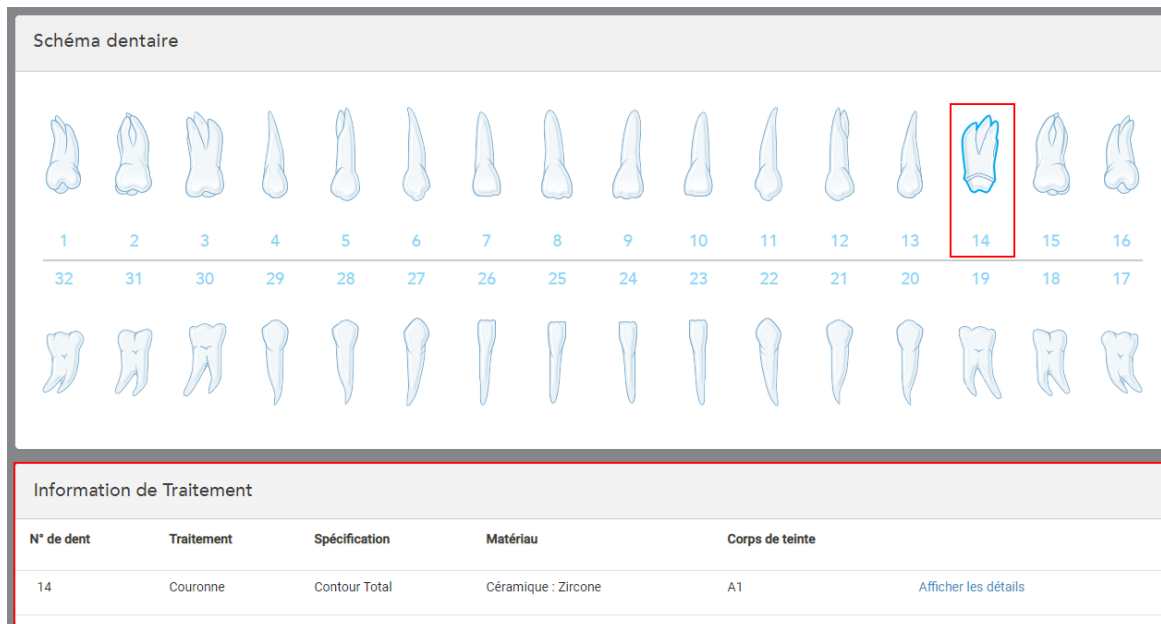 Schéma dentaire
1 2 3 4 5 6 7 8 9 10 11 12 13 14 15 16
32 31 30 29 28 27 26 25 24 23 22 21 20 19 18 17
Information de Traitement
N° de dent Traitement Spécification Matériau Corps de teinte
14 Couronne Contour Total Céramique : Zircone A1 Afficher les détails